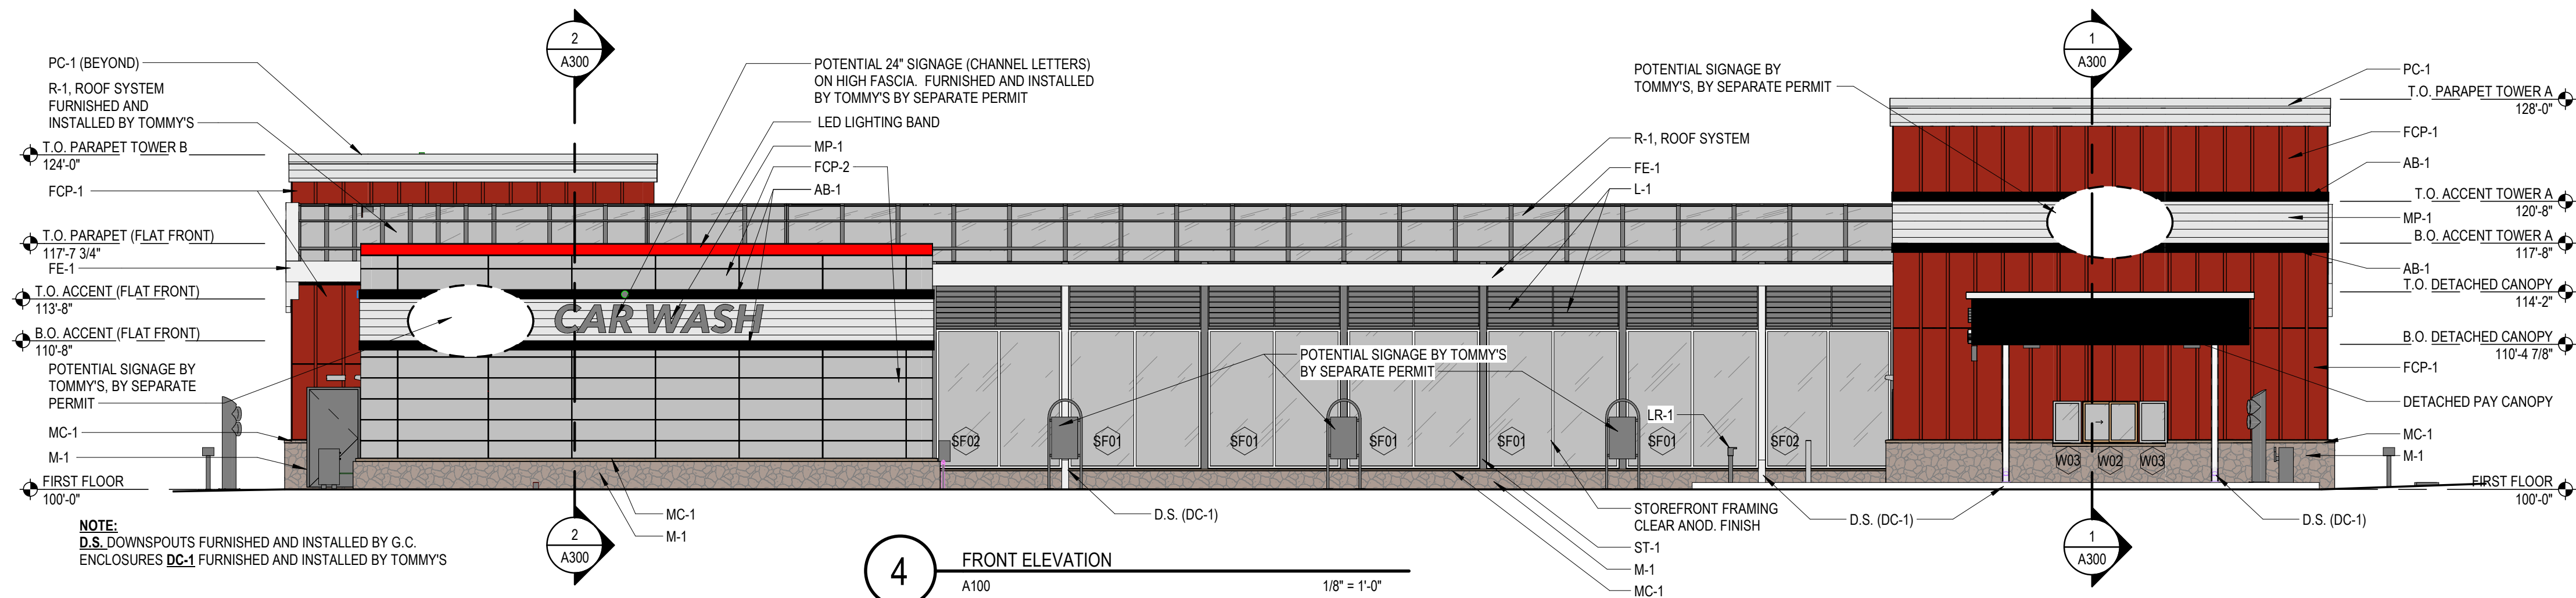 2
A300
1
A300
PC-1 (BEYOND)
R-1, ROOF SYSTEM
FURNISHED AND
INSTALLED BY TOMMY'S
T.O. PARAPET TOWER B
124'-0"
FCP-1
T.O. PARAPET (FLAT FRONT)
117'-7 3/4"
FE-1
T.O. ACCENT (FLAT FRONT)
113'-8"
B.O. ACCENT (FLAT FRONT)
110'-8"
POTENTIAL SIGNAGE BY
TOMMY'S, BY SEPARATE
PERMIT
MC-1
M-1
FIRST FLOOR
100'-0"
POTENTIAL 24" SIGNAGE (CHANNEL LETTERS)
ON HIGH FASCIA. FURNISHED AND INSTALLED
BY TOMMY'S BY SEPARATE PERMIT
LED LIGHTING BAND
MP-1
FCP-2
AB-1
CAR WASH
POTENTIAL SIGNAGE BY
TOMMY'S, BY SEPARATE PERMIT
R-1, ROOF SYSTEM
FE-1
L-1
POTENTIAL SIGNAGE BY TOMMY'S
BY SEPARATE PERMIT
LR-1
SF02
SF01
SF01
SF01
SF01
SF01
SF02
W03
W02
W03
PC-1
T.O. PARAPET TOWER A
128'-0"
FCP-1
AB-1
T.O. ACCENT TOWER A
120'-8"
MP-1
B.O. ACCENT TOWER A
117'-8"
AB-1
T.O. DETACHED CANOPY
114'-2"
B.O. DETACHED CANOPY
110'-4 7/8"
FCP-1
DETACHED PAY CANOPY
MC-1
M-1
FIRST FLOOR
100'-0"
MC-1
M-1
D.S. (DC-1)
STOREFRONT FRAMING
CLEAR ANOD. FINISH
ST-1
M-1
MC-1
D.S. (DC-1)
D.S. (DC-1)
2
A300
1
A300
NOTE:
D.S. DOWNSPOUTS FURNISHED AND INSTALLED BY G.C.
ENCLOSURES DC-1 FURNISHED AND INSTALLED BY TOMMY'S
4
FRONT ELEVATION
A100
1/8" = 1'-0"